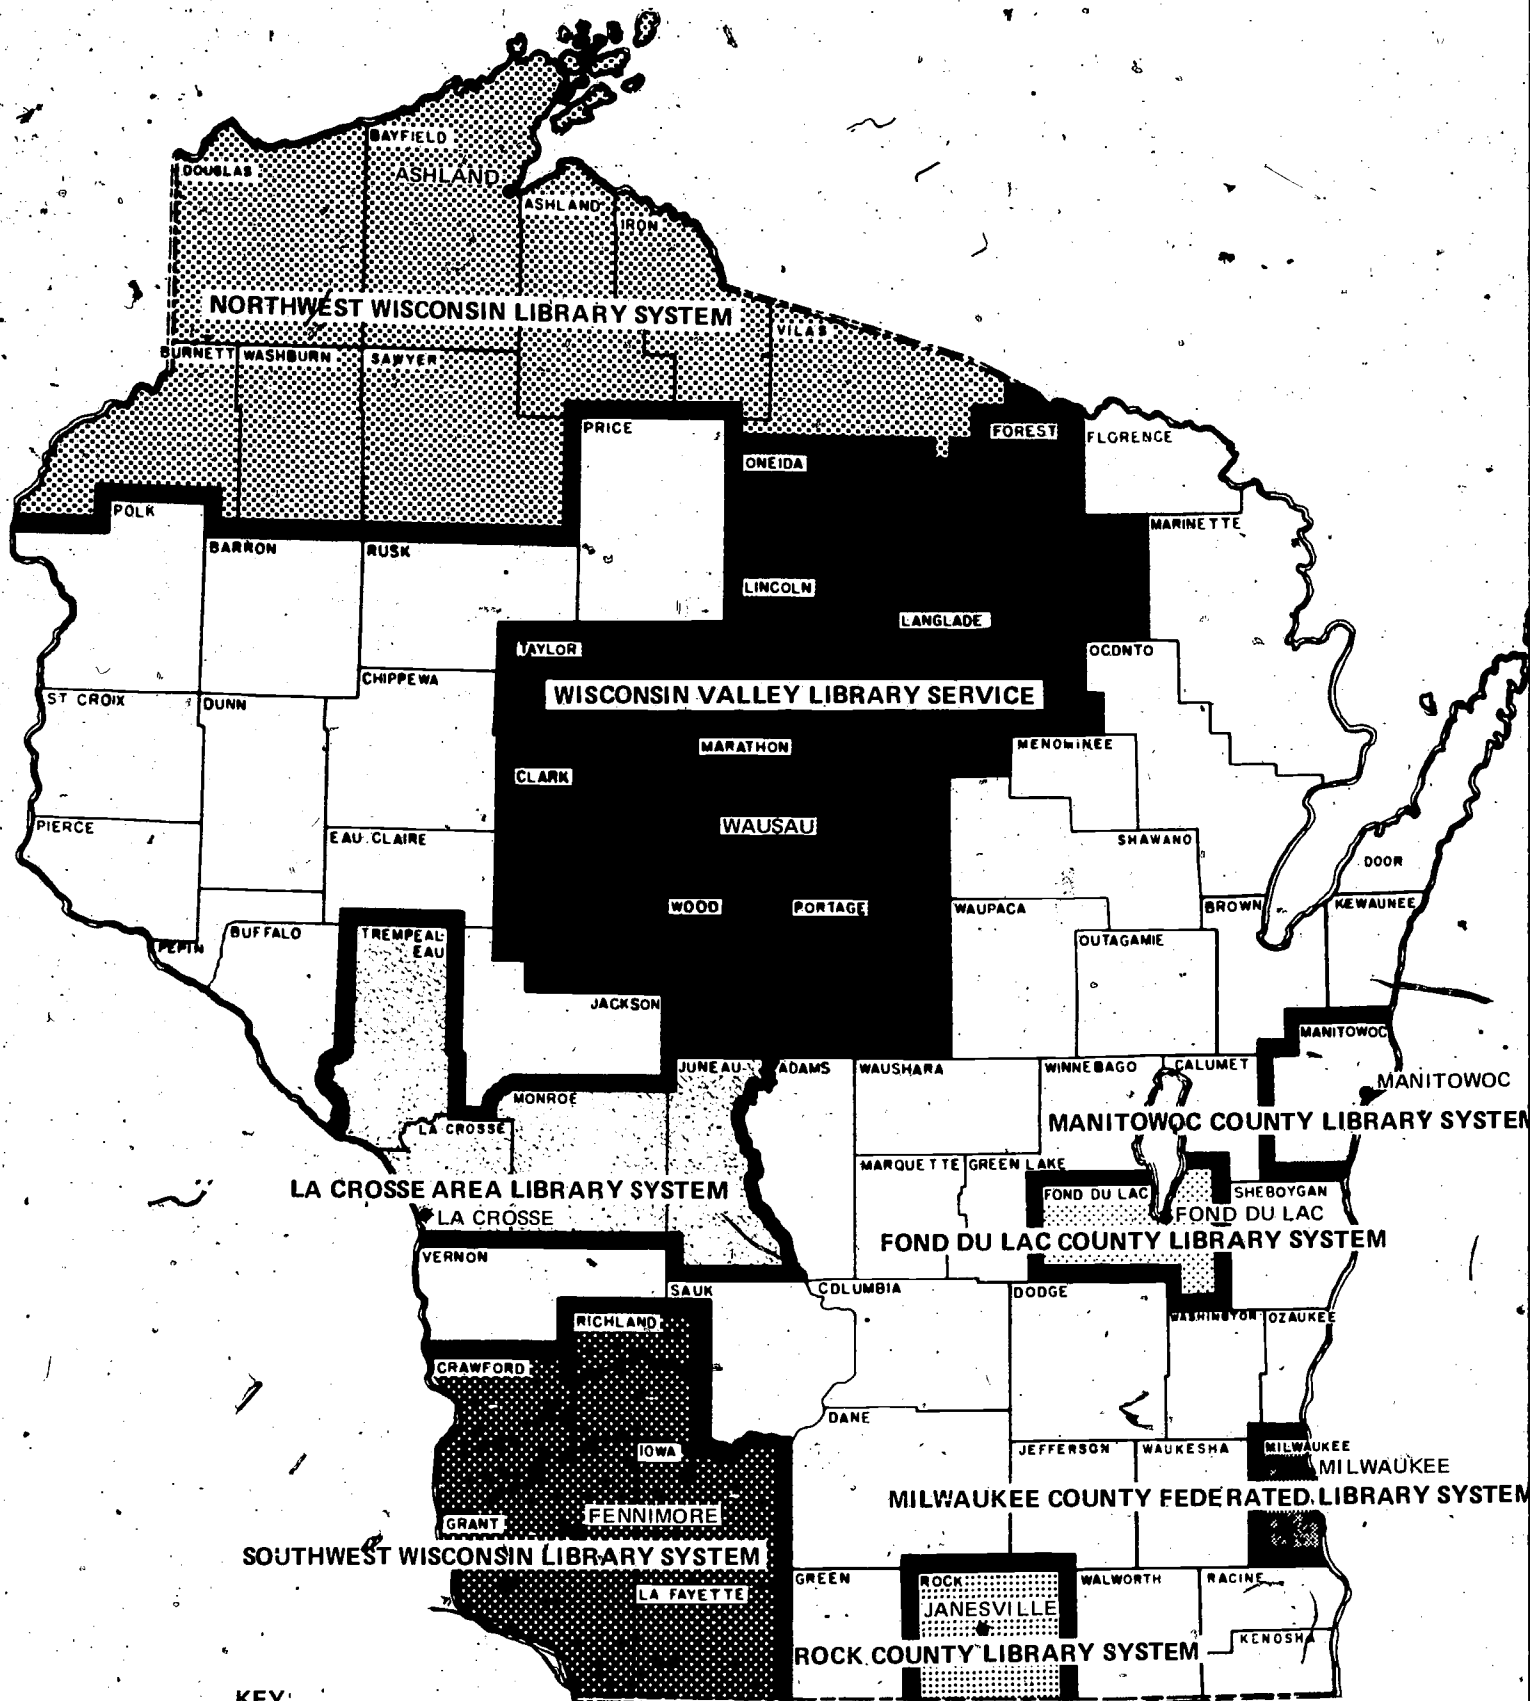 BAYFIELD
DOUGLAS
ASHLAND
ASHLAND
IRON
NORTHWEST WISCONSIN LIBRARY SYSTEM
VILAS
BURNETT
WASHBURN
SAWYER
PRICE
FOREST
FLORENCE
ONEIDA
POLK
MARINETTE
BARRON
RUSK
LINCOLN
LANGLADE
TAYLOR
OCONTO
CHIPPEWA
WISCONSIN VALLEY LIBRARY SERVICE
ST CROIX
DUNN
MARATHON
MENOMINEE
CLARK
WAUSAU
PIERCE
EAU CLAIRE
SHAWANO
DOOR
WOOD
PORTAGE
WAUPACA
BROWN
KEWAUNEE
BUFFALO
TREMPEAL-
EAU
PEPIN
OUTAGAMIE
JACKSON
MANITOWOC
JUNEAU
ADAMS
WAUSHARA
WINNEBAGO
CALUMET
MANITOWOC
MONROE
MANITOWOC COUNTY LIBRARY SYSTEM
LA CROSSE
MARQUETTE
GREEN LAKE
LA CROSSE AREA LIBRARY SYSTEM
FOND DU LAC
SHEBOYGAN
LA CROSSE
FOND DU LAC
FOND DU LAC COUNTY LIBRARY SYSTEM
VERNON
SAUK
COLUMBIA
DODGE
RICHLAND
WASHINGTON
OZAUKEE
CRAWFORD
DANE
IOWA
JEFFERSON
WAUKESHA
MILWAUKEE
MILWAUKEE
MILWAUKEE COUNTY FEDERATED LIBRARY SYSTEM
FENNIMORE
GRANT
SOUTHWEST WISCONSIN LIBRARY SYSTEM
GREEN
ROCK
WALWORTH
RACINE
LA FAYETTE
JANESVILLE
KENOSHA
ROCK COUNTY LIBRARY SYSTEM
KEY: